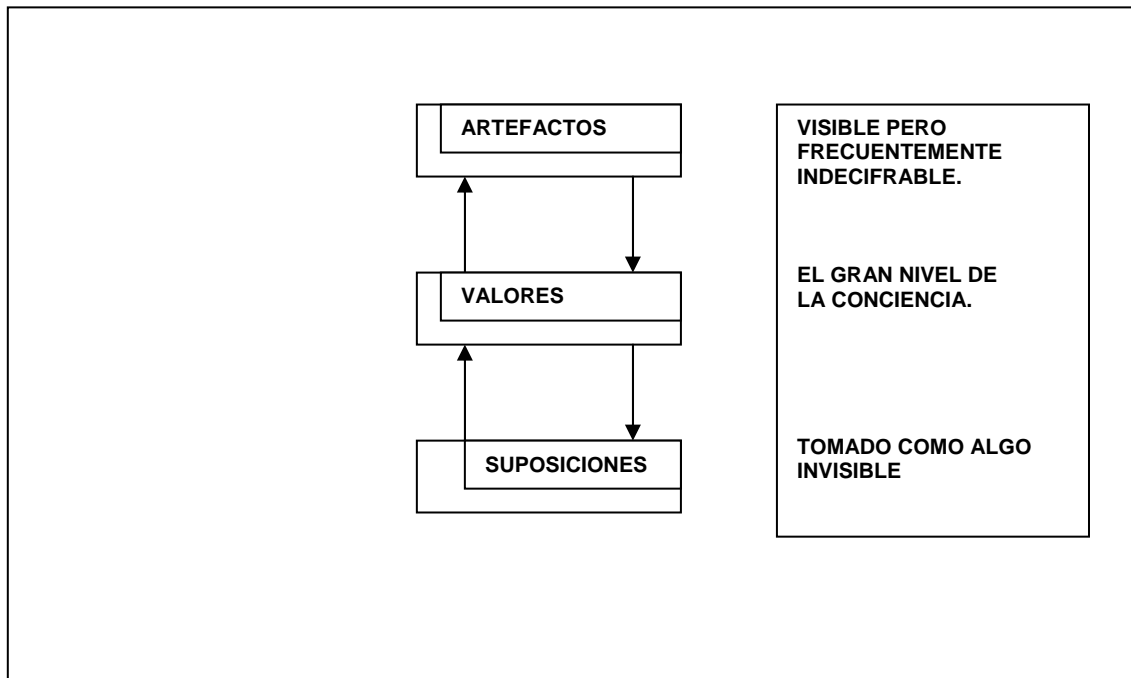 ARTEFACTOS
VISIBLE PERO
FRECUENTEMENTE
INDECIFRABLE.
VALORES
EL GRAN NIVEL DE
LA CONCIENCIA.
SUPOSICIONES
TOMADO COMO ALGO
INVISIBLE